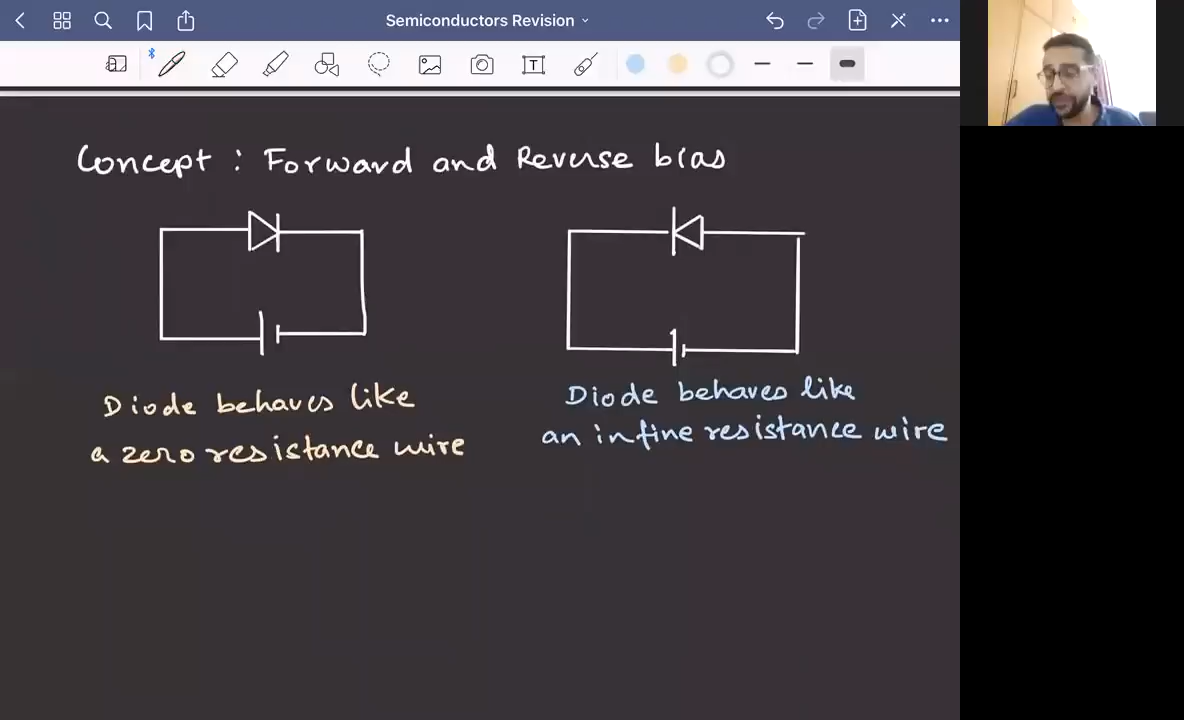 Semiconductors Revision
T
Concept : Forward and Reverse bias
Diode behaves like
a zero resistance wire
Diode behaves like
an infine resistance wire